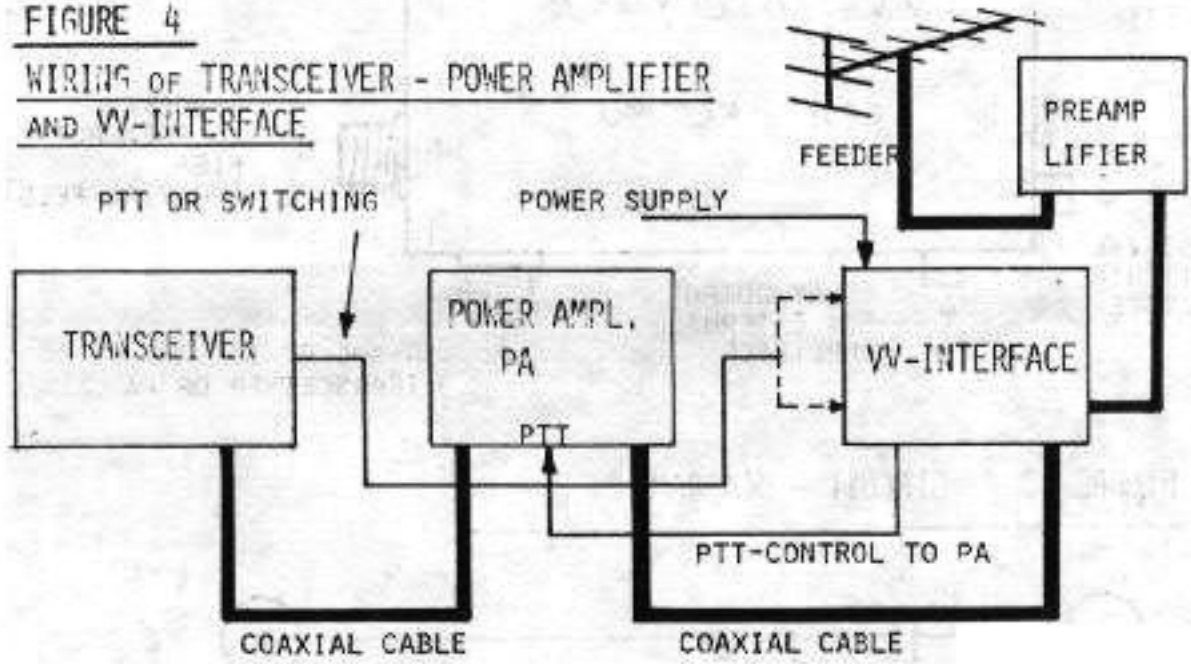 FIGURE 4
WIRING OF TRANSCEIVER - POWER AMPLIFIER
AND VV-INTERFACE
PREAMP
LIFIER
FEEDER
PTT OR SWITCHING
POWER SUPPLY
TRANSCEIVER
POWER AMPL.
PA
PTT
VV-INTERFACE
PTT-CONTROL TO PA
COAXIAL CABLE
COAXIAL CABLE